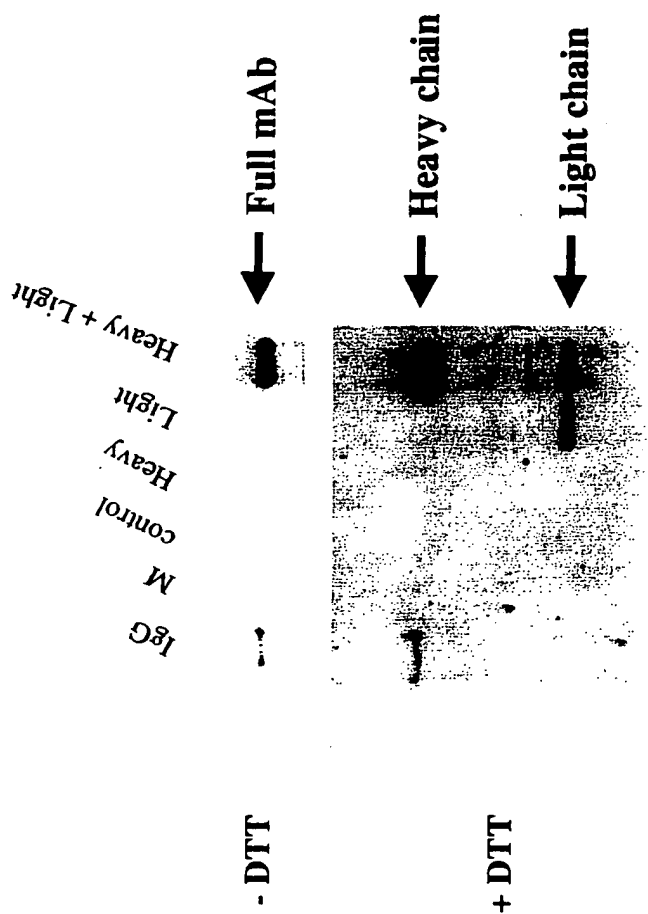 IgG
M
control
Heavy
Light
Heavy + Light
- DTT
Full mAb
+ DTT
Heavy chain
Light chain